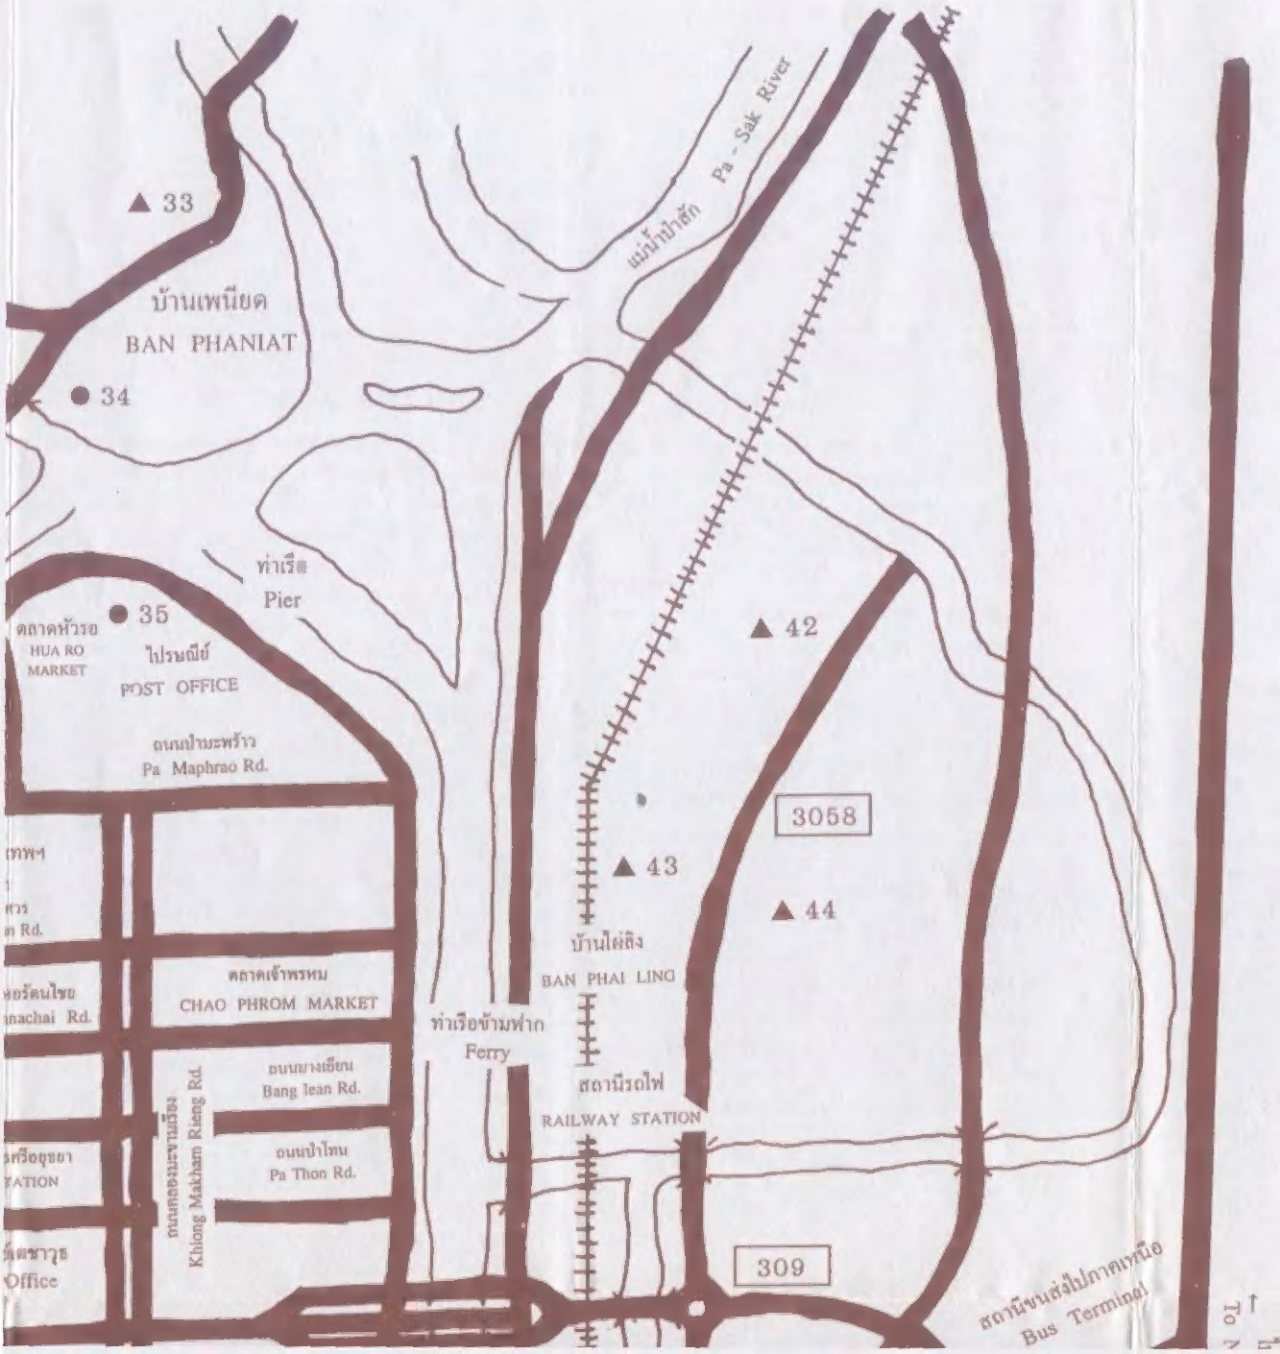 แม่น้ำป่าสัก
Pa - Sak River
33
บ้านเพนียด
BAN PHANIAT
34
ท่าเรือ
Pier
35
ตลาดหัวรอ
HUA RO
MARKET
ไปรษณีย์
POST OFFICE
42
ถนนป่ามะพร้าว
Pa Maphrao Rd.
3058
43
44
Rd.
บ้านไผ่ลิง
BAN PHAI LING
ตลาดเจ้าพรหม
CHAO PHROM MARKET
Rd.
ท่าเรือข้ามฟาก
Ferry
ถนนบางเอียน
Bang Iean Rd.
สถานีรถไฟ
RAILWAY STATION
ถนนคลองมะขามเรียง
Khlong Makham Rieng Rd.
ถนนป่าโทน
Pa Thon Rd.
TATION
Office
309
สถานีขนส่งไปภาคเหนือ
Bus Terminal
To N